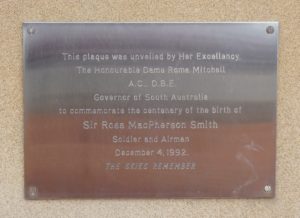 This plaque was unveiled by Her Excellency,
The Honourable Dame Roma Mitchell
A.C., D.B.E.
Governor of South Australia
to commemorate the centenary of the birth of
Sir Ross MacPherson Smith
Soldier and Airman
December 4, 1992.
THE SKIES REMEMBER